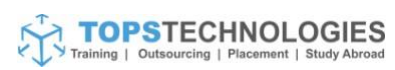 TOPSTECHNOLOGIES
Training | Outsourcing | Placement | Study Abroad